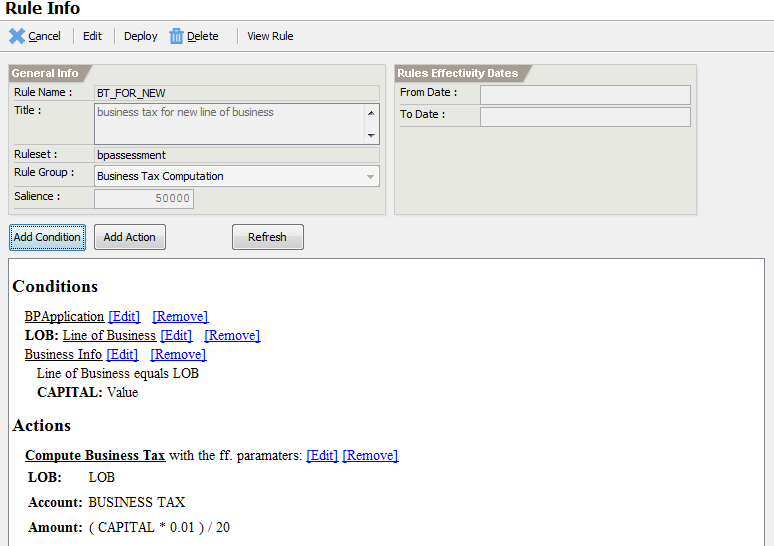 Rule Info
Cancel Edit Deploy Delete View Rule
General Info
Rule Name : BT_FOR_NEW
Title : business tax for new line of business
Ruleset : bpassessment
Rule Group : Business Tax Computation
Salience : 50000
Rules Effectivity Dates
From Date :
To Date :
Add Condition Add Action Refresh
Conditions
BPApplication [Edit] [Remove]
LOB: Line of Business [Edit] [Remove]
Business Info [Edit] [Remove]
Line of Business equals LOB
CAPITAL: Value
Actions
Compute Business Tax with the ff. paramaters: [Edit] [Remove]
LOB: LOB
Account: BUSINESS TAX
Amount: ( CAPITAL * 0.01 ) / 20